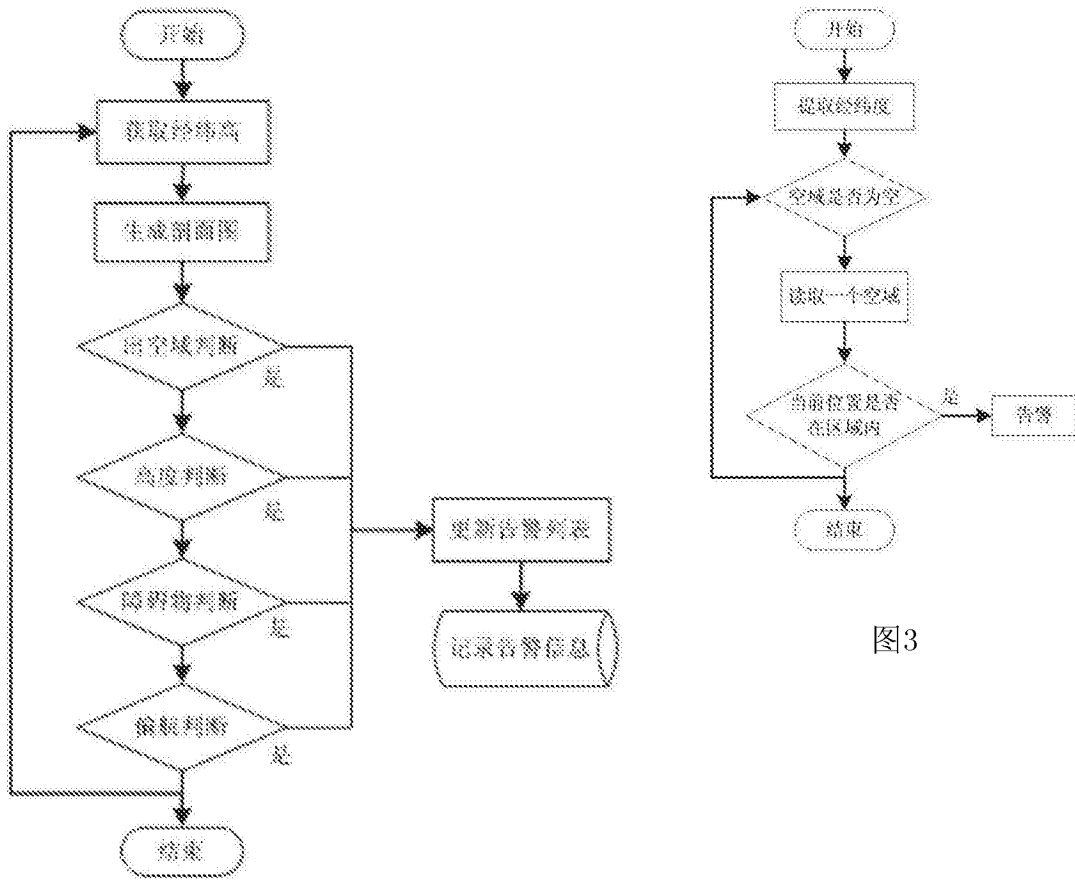 开始
获取经纬高
生成剖面图
出空域判断
是
高度判断
是
障碍物判断
是
偏航判断
是
结束
更新告警列表
记录告警信息
开始
提取经纬度
空域是否为空
读取一个空域
当前位置是否
在区域内
是
告警
结束
图3